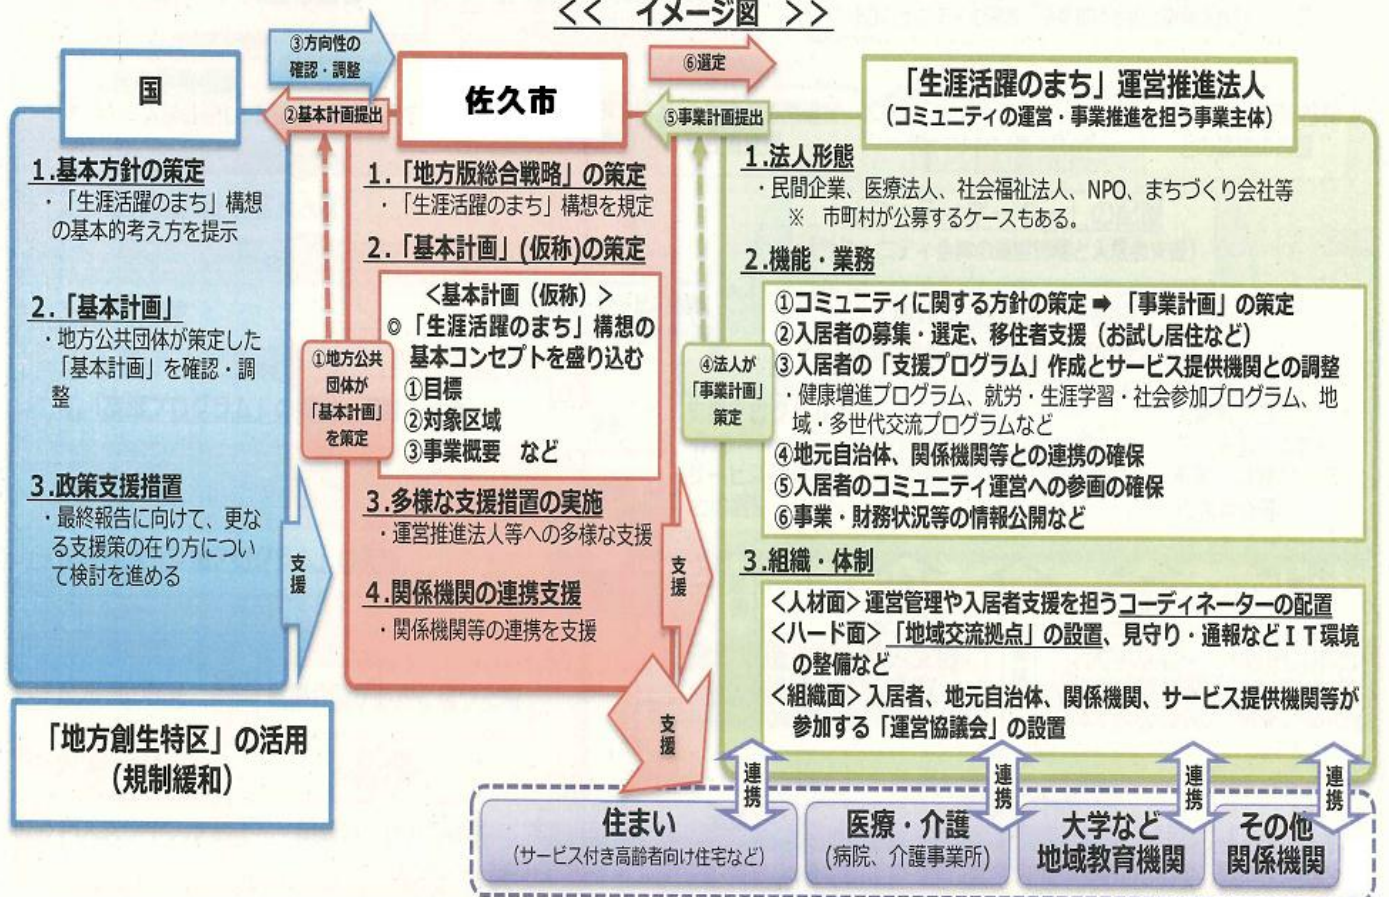 << イメージ図 >>
国
③方向性の
確認・調整
②基本計画提出
佐久市
⑥選定
⑤事業計画提出
「生涯活躍のまち」運営推進法人
(コミュニティの運営・事業推進を担う事業主体)
1.基本方針の策定
・「生涯活躍のまち」構想
の基本的考え方を提示
2.「基本計画」
・地方公共団体が策定した
「基本計画」を確認・調
整
3.政策支援措置
・最終報告に向けて、更な
る支援策の在り方につい
て検討を進める
支援
「地方創生特区」の活用
(規制緩和)
①地方公共
団体が
「基本計画」
を策定
1.「地方版総合戦略」の策定
・「生涯活躍のまち」構想を規定
2.「基本計画」(仮称)の策定
<基本計画(仮称)>
◎「生涯活躍のまち」構想の
基本コンセプトを盛り込む
①目標
②対象区域
③事業概要 など
3.多様な支援措置の実施
・運営推進法人等への多様な支援
4.関係機関の連携支援
・関係機関等の連携を支援
支援
支援
④法人が
「事業計画」
策定
1.法人形態
・民間企業、医療法人、社会福祉法人、NPO、まちづくり会社等
※ 市町村が公募するケースもある。
2.機能・業務
①コミュニティに関する方針の策定 ➡ 「事業計画」の策定
②入居者の募集・選定、移住者支援(お試し居住など)
③入居者の「支援プログラム」作成とサービス提供機関との調整
・健康増進プログラム、就労・生涯学習・社会参加プログラム、地
域・多世代交流プログラムなど
④地元自治体、関係機関等との連携の確保
⑤入居者のコミュニティ運営への参画の確保
⑥事業・財務状況等の情報公開など
3.組織・体制
<人材面>運営管理や入居者支援を担うコーディネーターの配置
<ハード面>「地域交流拠点」の設置、見守り・通報などIT環境
の整備など
<組織面>入居者、地元自治体、関係機関、サービス提供機関等が
参加する「運営協議会」の設置
連携
連携
連携
連携
住まい
(サービス付き高齢者向け住宅など)
医療・介護
(病院、介護事業所)
大学など
地域教育機関
その他
関係機関